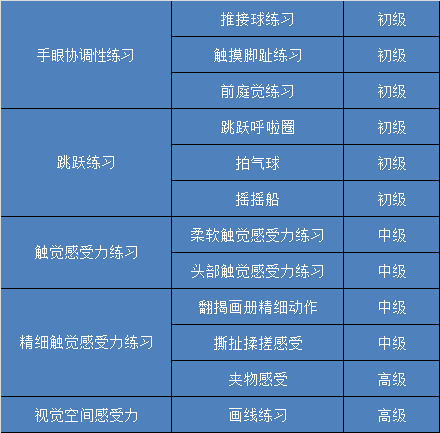 手眼协调性练习
推接球练习 初级
触摸脚趾练习 初级
前庭觉练习 初级
跳跃练习
跳跃呼啦圈 初级
拍气球 初级
摇摇船 初级
触觉感受力练习
柔软触觉感受力练习 中级
头部触觉感受力练习 中级
精细触觉感受力练习
翻揭画册精细动作 中级
撕扯揉搓感受 中级
夹物感受 高级
视觉空间感受力 画线练习 高级